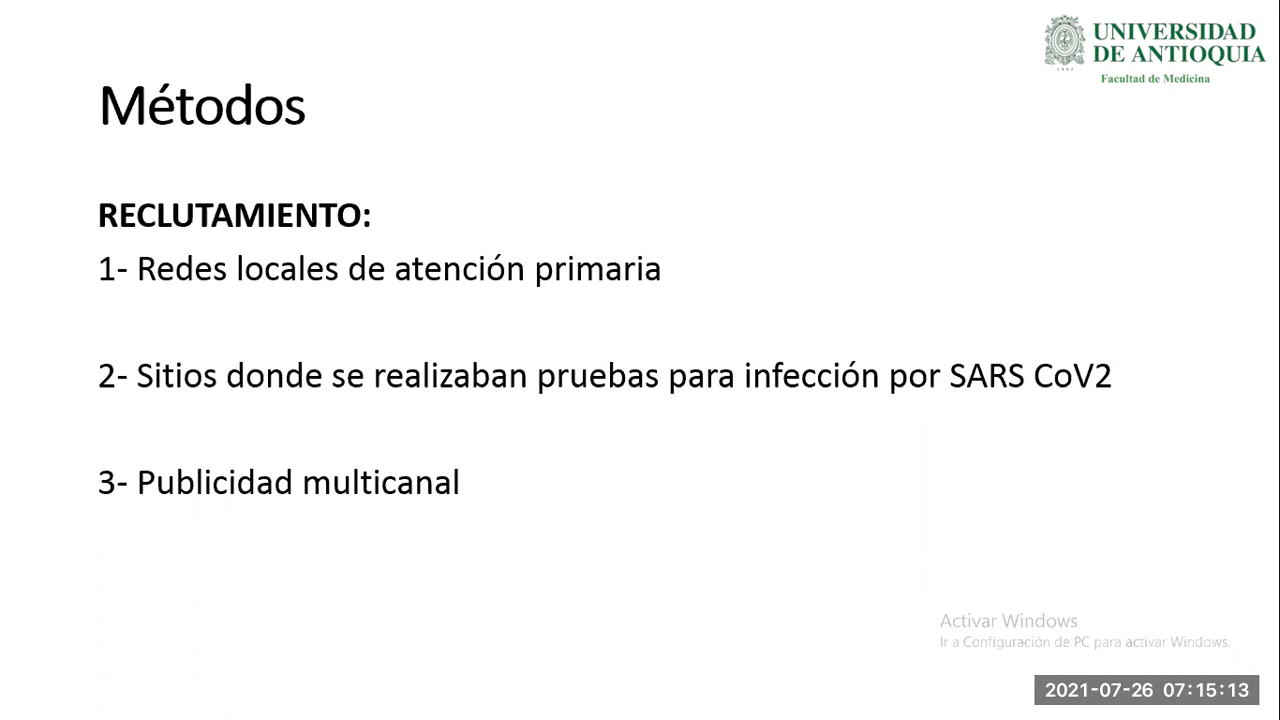 UNIVERSIDAD
DE ANTIOQUIA
Facultad de Medicina
Métodos
RECLUTAMIENTO:
1- Redes locales de atención primaria
2- Sitios donde se realizaban pruebas para infección por SARS CoV2
3- Publicidad multicanal
Activar Windows
Ir a Configuración de PC para activar Windows.
2021-07-26 07:15:13